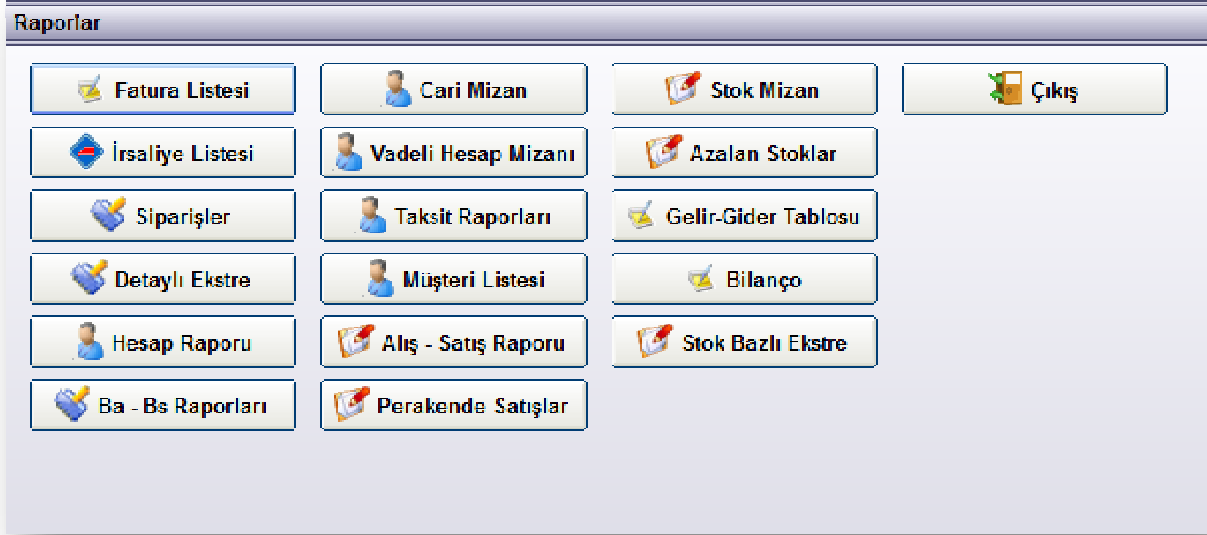 Raporlar
Fatura Listesi
Cari Mizan
Stok Mizan
Çıkış
İrsaliye Listesi
Vadeli Hesap Mizanı
Azalan Stoklar
Siparişler
Taksit Raporları
Gelir-Gider Tablosu
Detaylı Ekstre
Müşteri Listesi
Bilanço
Hesap Raporu
Alış - Satış Raporu
Stok Bazlı Ekstre
Ba - Bs Raporları
Perakende Satışlar